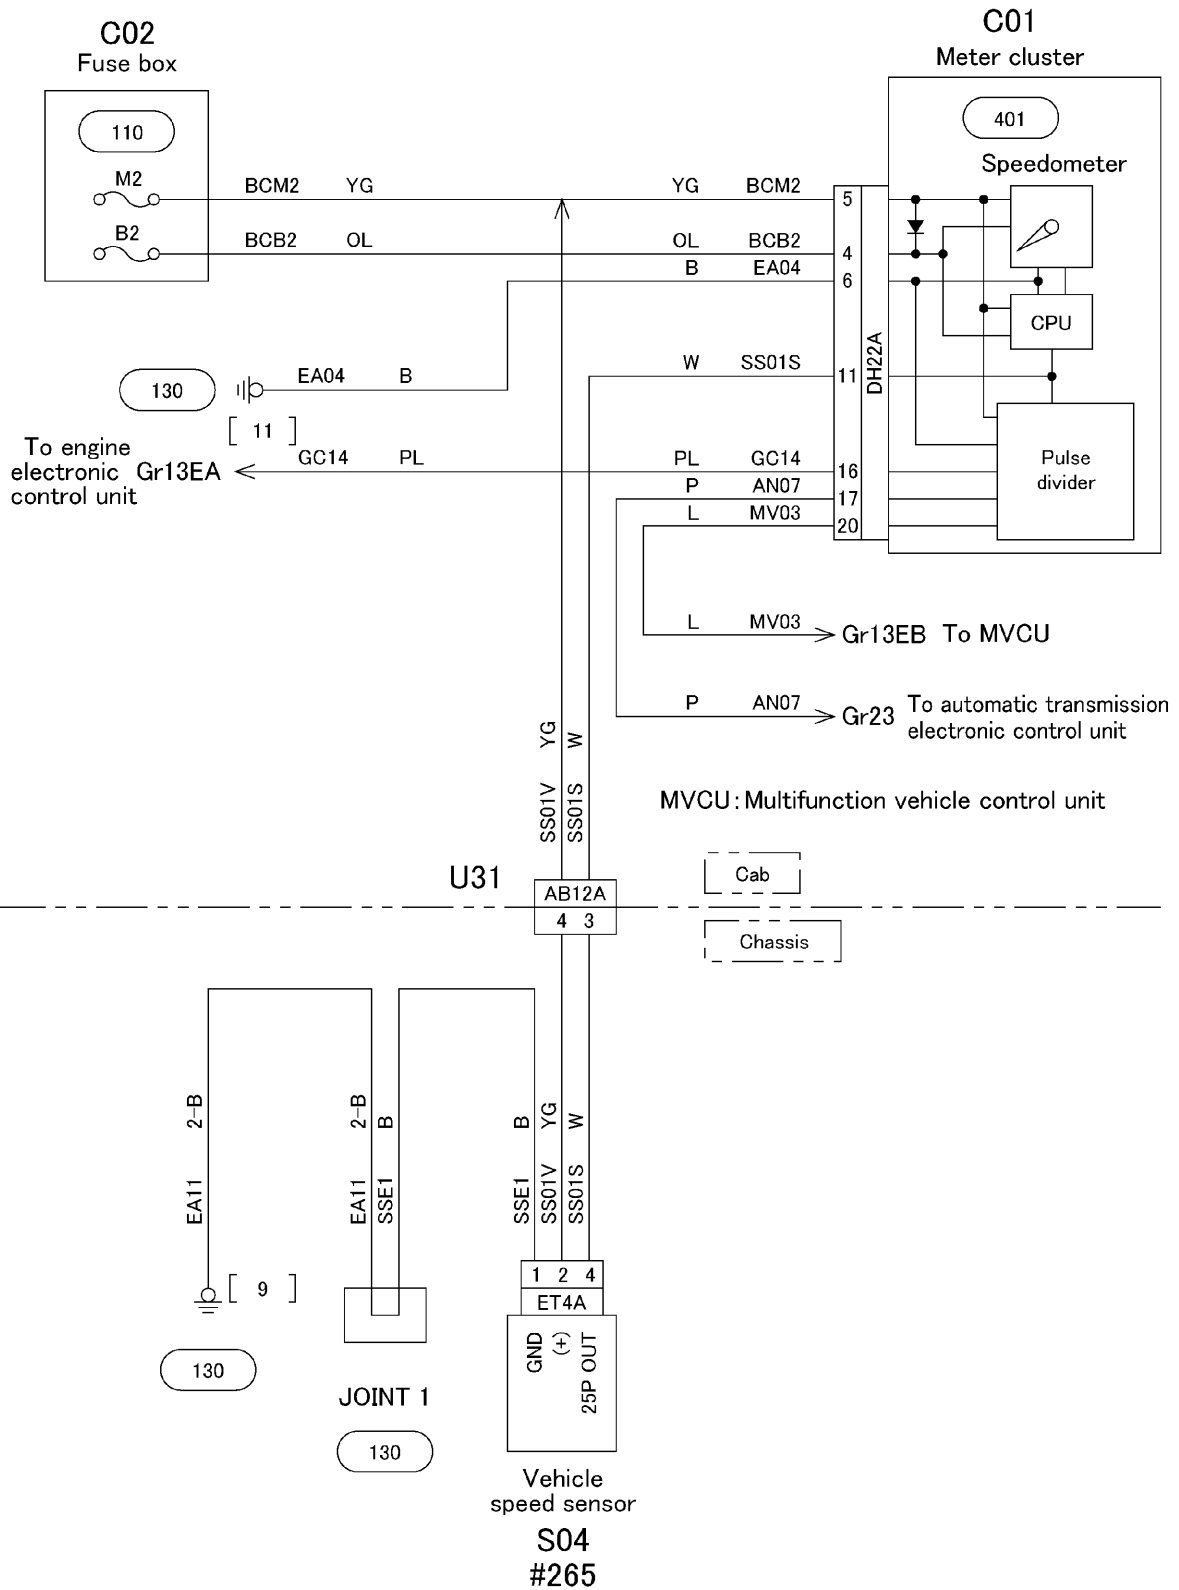 C02
Fuse box
110
M2
B2
C01
Meter cluster
401
Speedometer
BCM2 YG YG BCM2 5
BCB2 OL OL BCB2 4
B EA04 6
CPU
DH22A
W SS01S 11
130
EA04 B
[ 11 ]
To engine
electronic Gr13EA
control unit
GC14 PL PL GC14 16
P AN07 17
L MV03 20
Pulse
divider
L MV03 Gr13EB To MVCU
P AN07 Gr23 To automatic transmission
electronic control unit
YG
W
SS01V
SS01S
MVCU: Multifunction vehicle control unit
U31
AB12A
4 3
Cab
Chassis
2-B
2-B
B
B
YG
W
EA11
EA11
SSE1
SSE1
SS01V
SS01S
[ 9 ]
130
JOINT 1
130
1 2 4
ET4A
GND
(+)
25P OUT
Vehicle
speed sensor
S04
#265